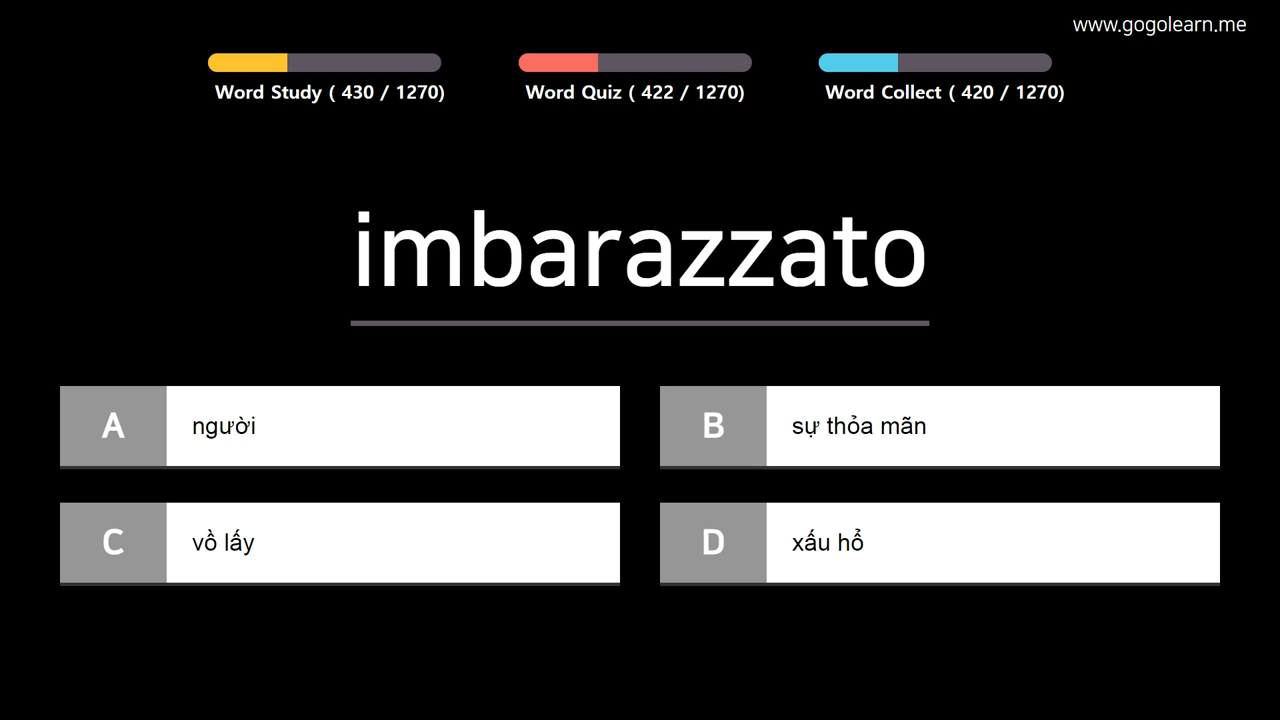 www.gogolearn.me
Word Study ( 430 / 1270)
Word Quiz ( 422 / 1270)
Word Collect ( 420 / 1270)
imbarazzato
A
người
B
sự thỏa mãn
C
vồ lấy
D
xấu hổ